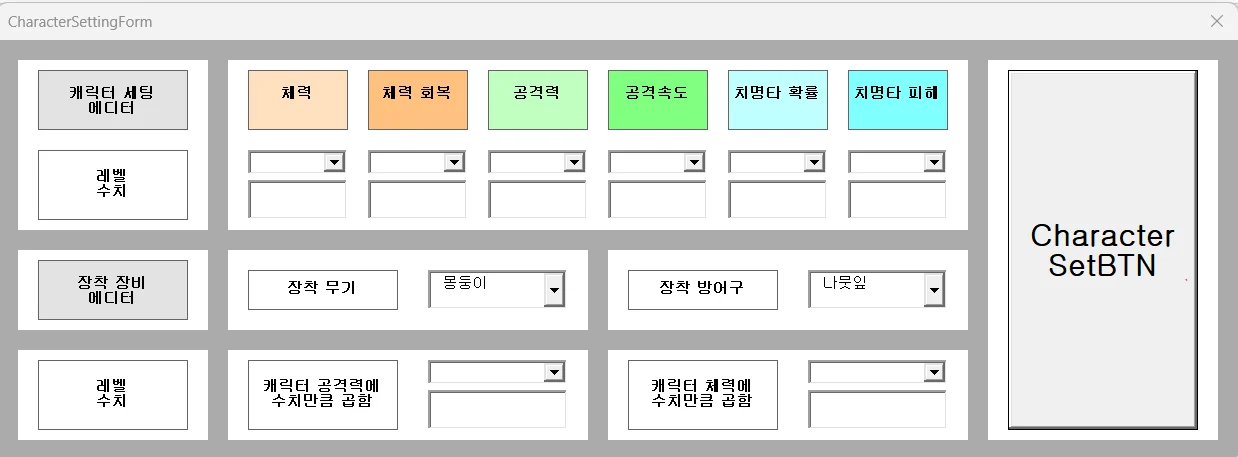 CharacterSettingForm
캐릭터 세팅
에디터
체력
체력 회복
공격력
공격속도
치명타 확률
치명타 피해
레벨
수치
장착 장비
에디터
장착 무기
몽둥이
장착 방어구
나뭇잎
레벨
수치
캐릭터 공격력에
수치만큼 곱함
캐릭터 체력에
수치만큼 곱함
Character
SetBTN